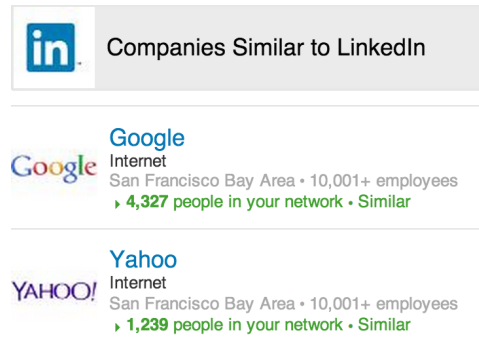 in
Companies Similar to LinkedIn
Google
Google
Internet
San Francisco Bay Area • 10,001+ employees
4,327 people in your network • Similar
YAHOO!
Yahoo
Internet
San Francisco Bay Area • 10,001+ employees
1,239 people in your network • Similar